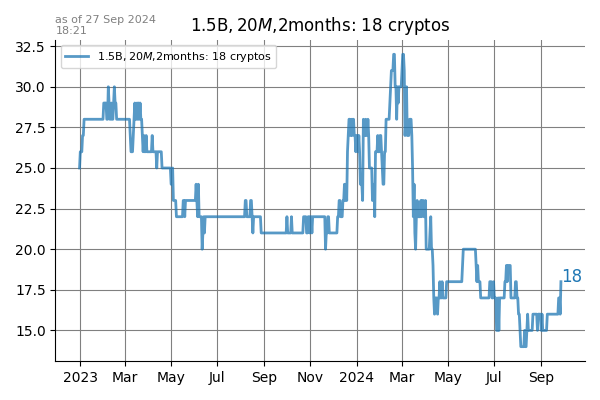 as of 27 Sep 2024
18:21
1.5B, 20M,2months: 18 cryptos
1.5B, 20M,2months: 18 cryptos
32.5
30.0
27.5
25.0
22.5
20.0
17.5
15.0
18
2023 Mar May Jul Sep Nov 2024 Mar May Jul Sep